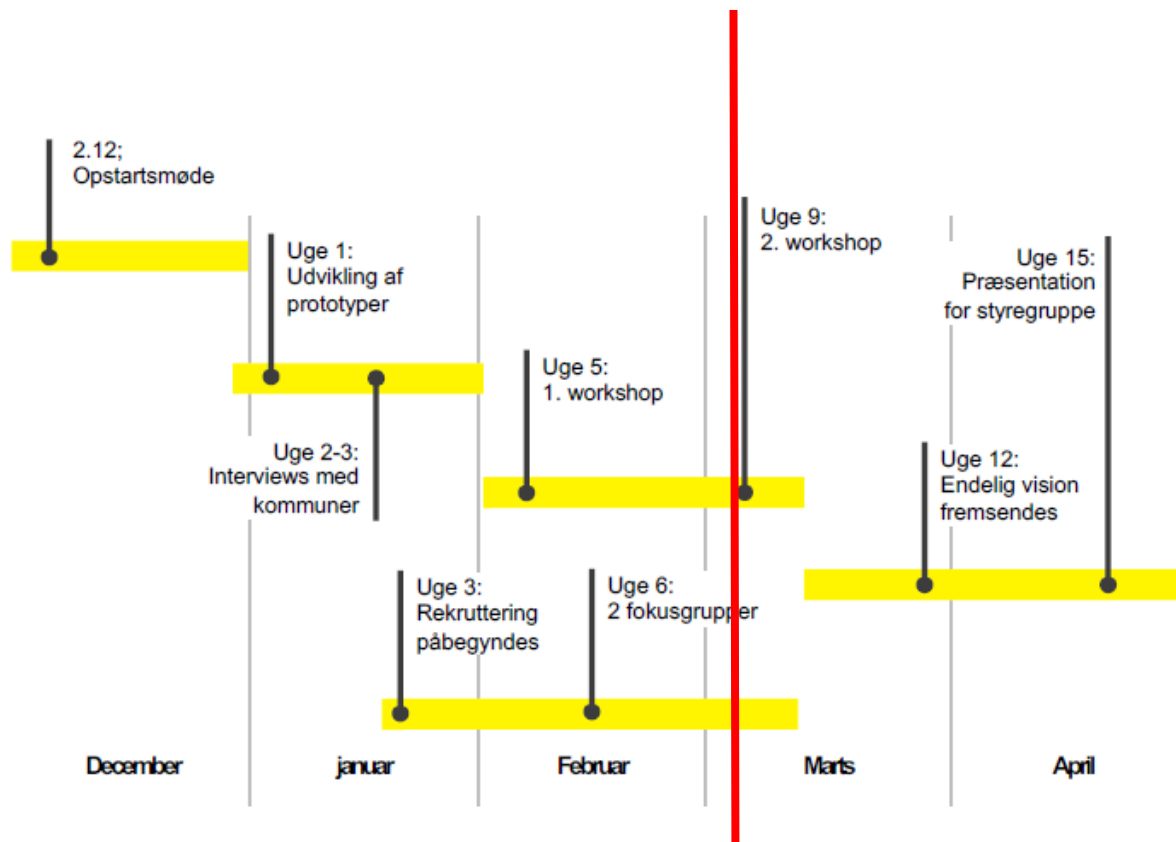 2.12;
Opstartsmøde
Uge 1:
Udvikling af
prototyper
Uge 2-3:
Interviews med
kommuner
Uge 3:
Rekruttering
påbegyndes
Uge 5:
1. workshop
Uge 6:
2 fokusgrupper
Uge 9:
2. workshop
Uge 12:
Endelig vision
fremsendes
Uge 15:
Præsentation
for styregruppe
December
januar
Februar
Marts
April